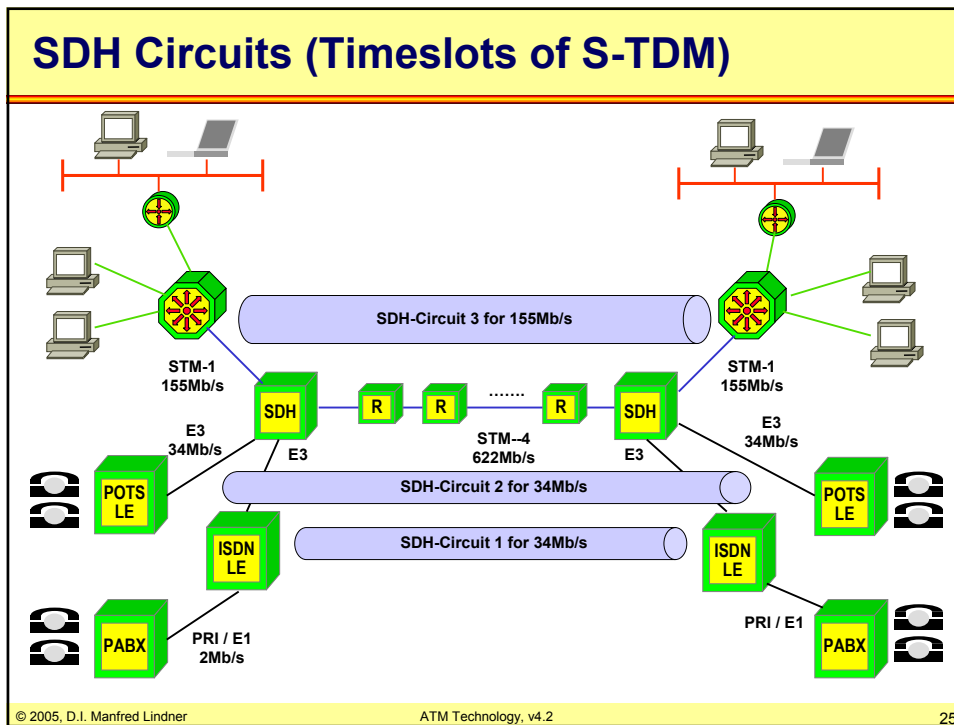 SDH Circuits (Timeslots of S-TDM)
SDH-Circuit 3 for 155Mb/s
STM-1
155Mb/s
STM-1
155Mb/s
SDH
R
R
.......
R
SDH
E3
34Mb/s
E3
STM--4
622Mb/s
E3
E3
34Mb/s
POTS
LE
SDH-Circuit 2 for 34Mb/s
POTS
LE
ISDN
LE
SDH-Circuit 1 for 34Mb/s
ISDN
LE
PABX
PRI / E1
2Mb/s
PRI / E1
PABX
© 2005, D.I. Manfred Lindner
ATM Technology, v4.2
25